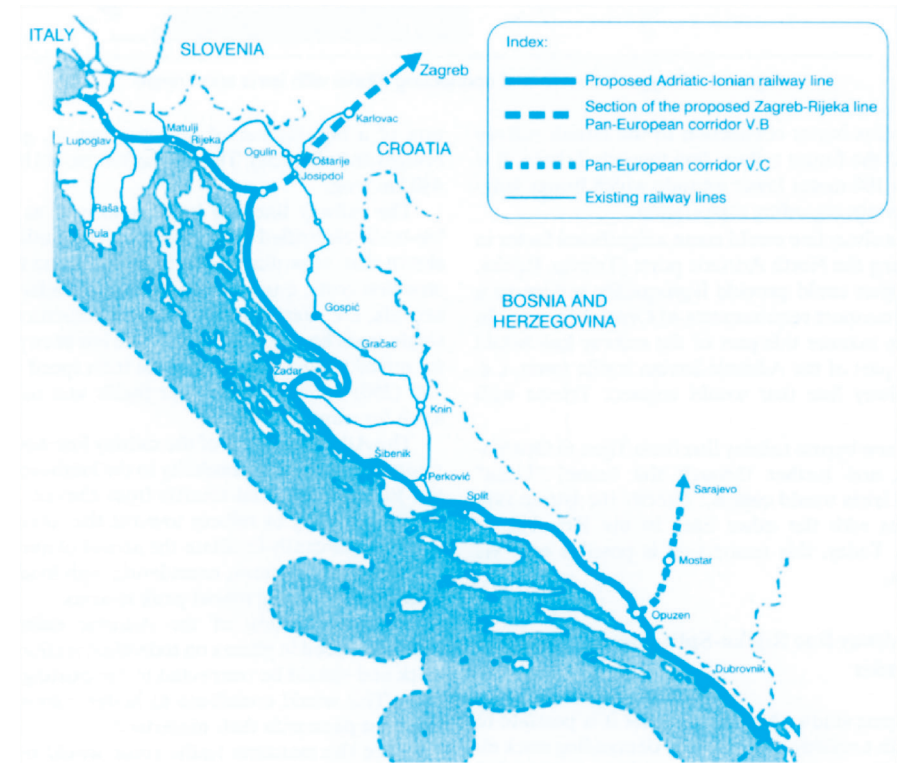 ITALY
SLOVENIA
Zagreb
Karlovac
Matulji
Lupoglav
Rijeka
Ogulin
Oštarije
Josipdol
CROATIA
Raša
Pula
Gospić
Gračac
Zadar
Knin
BOSNIA AND
HERZEGOVINA
Šibenik
Perković
Split
Sarajevo
Mostar
Opuzen
Dubrovnik
Index:
Proposed Adriatic-Ionian railway line
Section of the proposed Zagreb-Rijeka line
Pan-European corridor V.B
Pan-European corridor V.C
Existing railway lines